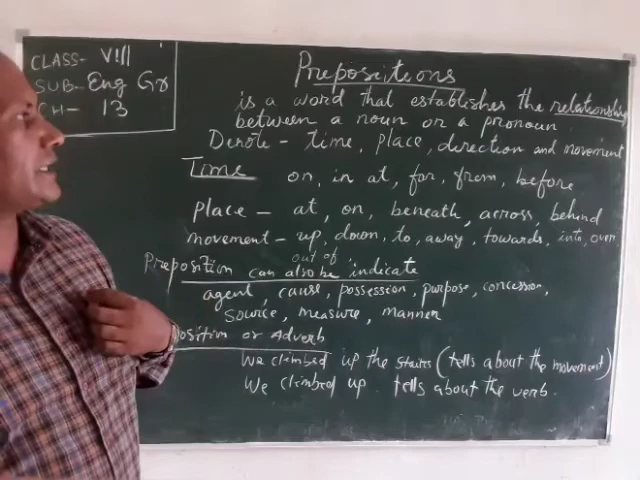 CLASS- VIII
SUB- Eng Gr
CH- 13
Prepositions
is a word that establishes the relationship
between a noun or a pronoun
Denote - time, place, direction and movement
Time on, in at, for, from, before
place - at, on, beneath, across, behind
movement - up, down, to, away, towards, into, over
out of
Preposition can also be indicate
agent, cause, possession, purpose, concession,
source, measure, manner
position or Adverb
We climbed up the stairs (tells about the movement)
We climbed up. tells about the verb.